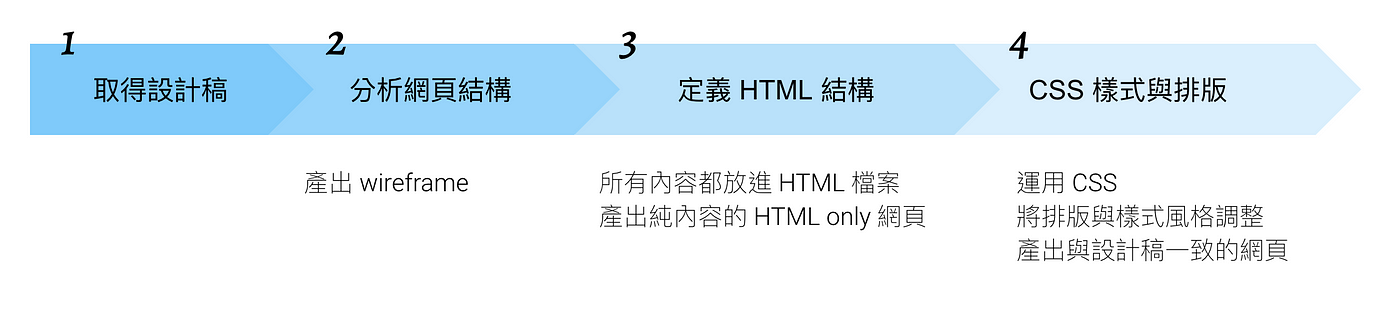 1
取得設計稿
2
分析網頁結構
產出 wireframe
3
定義 HTML 結構
所有內容都放進 HTML 檔案
產出純內容的 HTML only 網頁
4
CSS 樣式與排版
運用 CSS
將排版與樣式風格調整
產出與設計稿一致的網頁